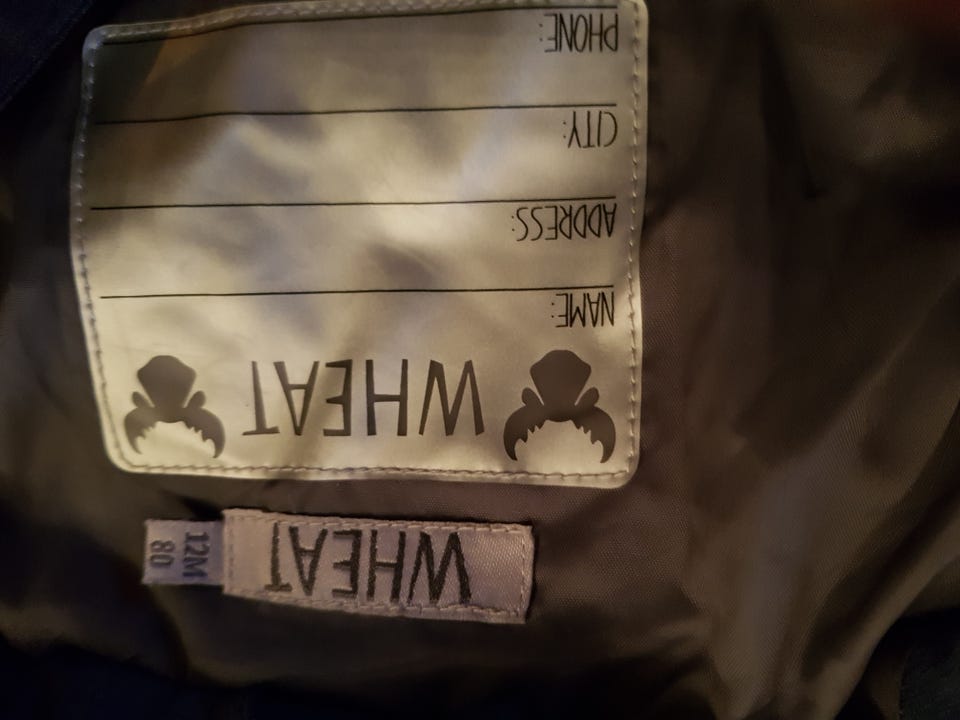 WHEAT
12M
80
WHEAT
NAME:
ADDRESS:
CITY:
PHONE: